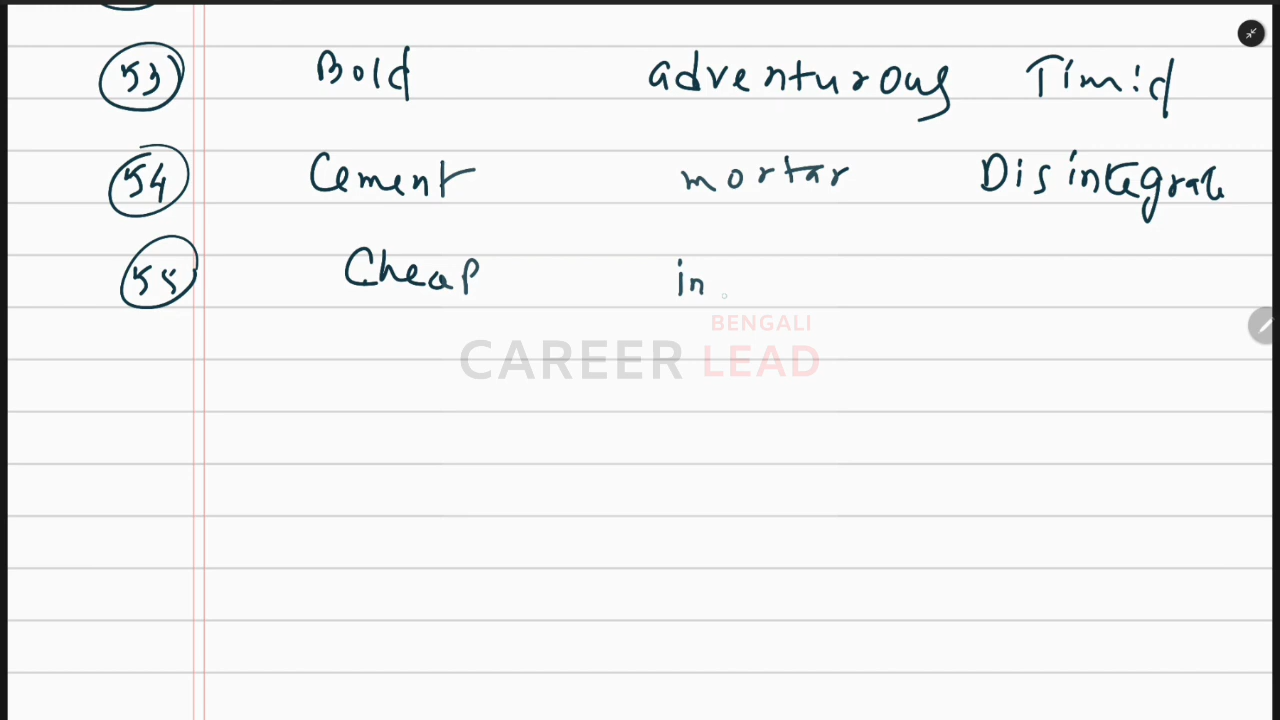 53 Bold adventurous Timid
54 Cement mortar Disintegrate
55 Cheap in
BENGALI
CAREER LEAD